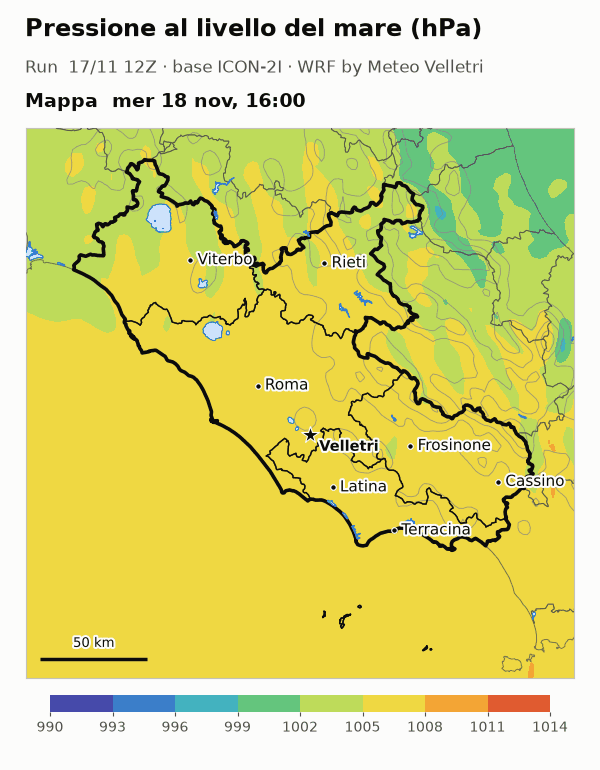 Pressione al livello del mare (hPa)
Run  17/11 12Z · base ICON-2I · WRF by Meteo Velletri
Mappa  mer 18 nov, 16:00
Viterbo
Rieti
Roma
Velletri
Frosinone
Cassino
Latina
Terracina
50 km
990 993 996 999 1002 1005 1008 1011 1014